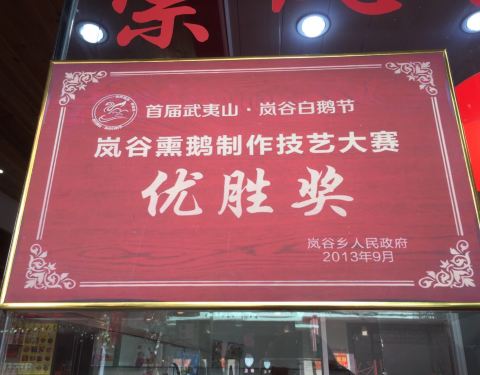 首届武夷山·岚谷白鹅节
岚谷熏鹅制作技艺大赛
优胜奖
岚谷乡人民政府
2013年9月